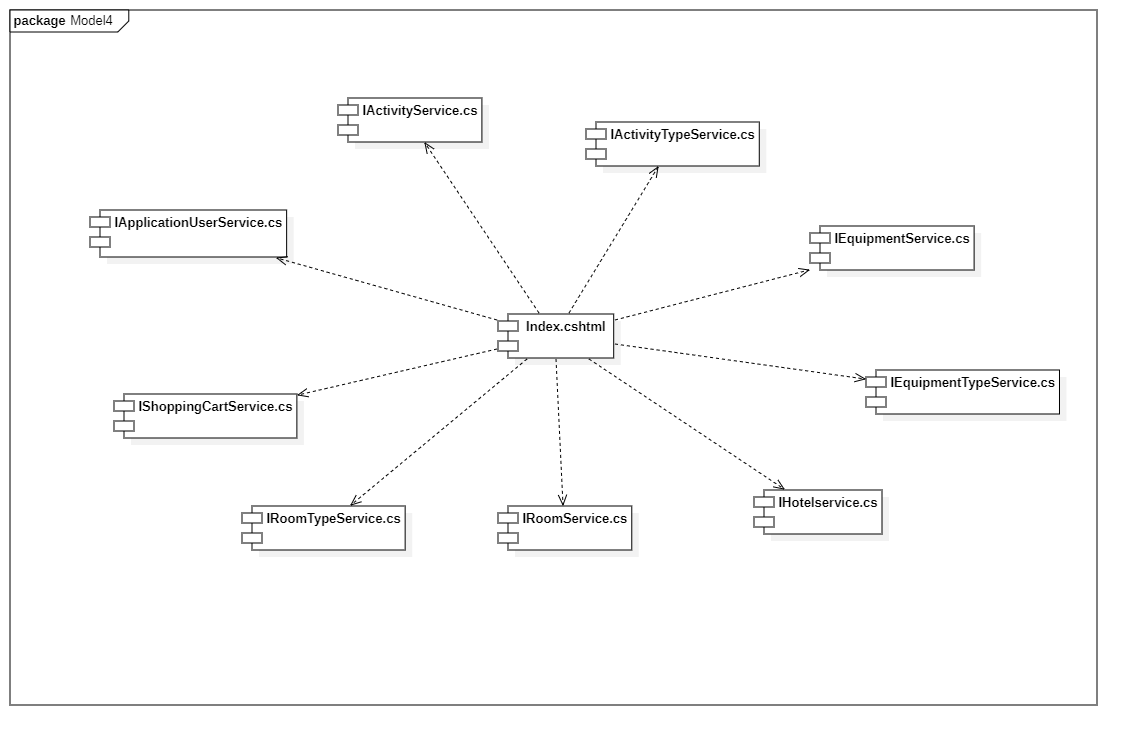 package Model4
IActivityService.cs
IActivityTypeService.cs
IApplicationUserService.cs
IEquipmentService.cs
Index.cshtml
IEquipmentTypeService.cs
IShoppingCartService.cs
IHotelservice.cs
IRoomTypeService.cs
IRoomService.cs